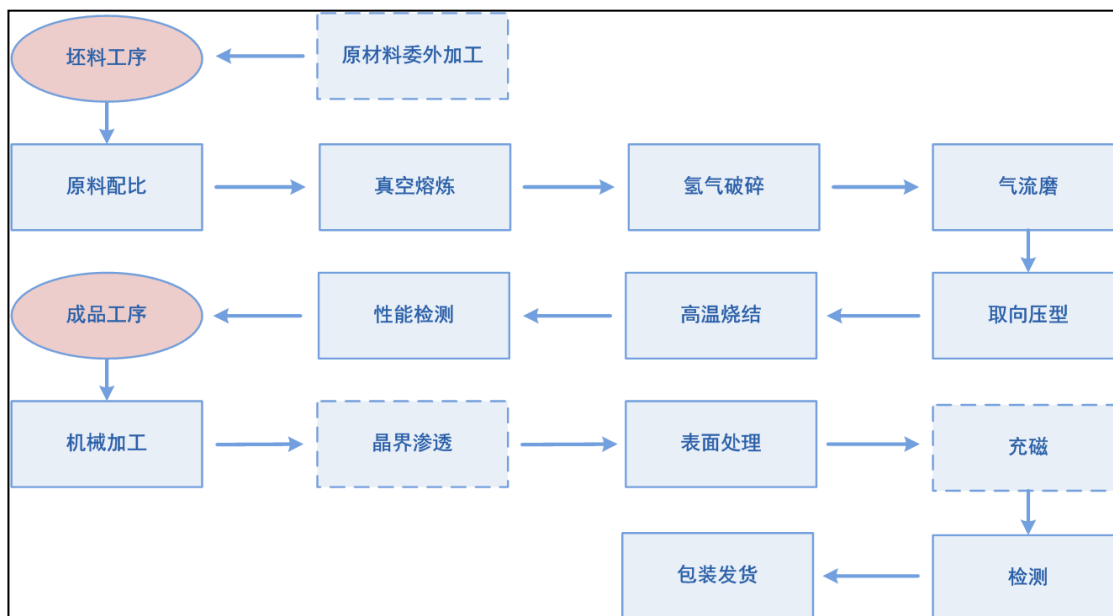 坯料工序
原材料委外加工
原料配比
真空熔炼
氢气破碎
气流磨
成品工序
性能检测
高温烧结
取向压型
机械加工
晶界渗透
表面处理
充磁
包装发货
检测